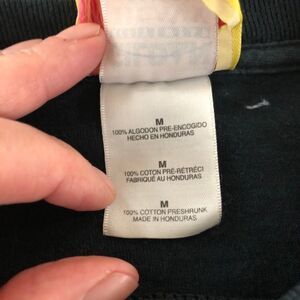 M
100% ALGODON PRE-ENCOGIDO
HECHO EN HONDURAS
M
100% COTON PRÉ-RÉTRÉCI
FABRIQUÉ AU HONDURAS
M
100% COTTON PRESHRUNK
MADE IN HONDURAS